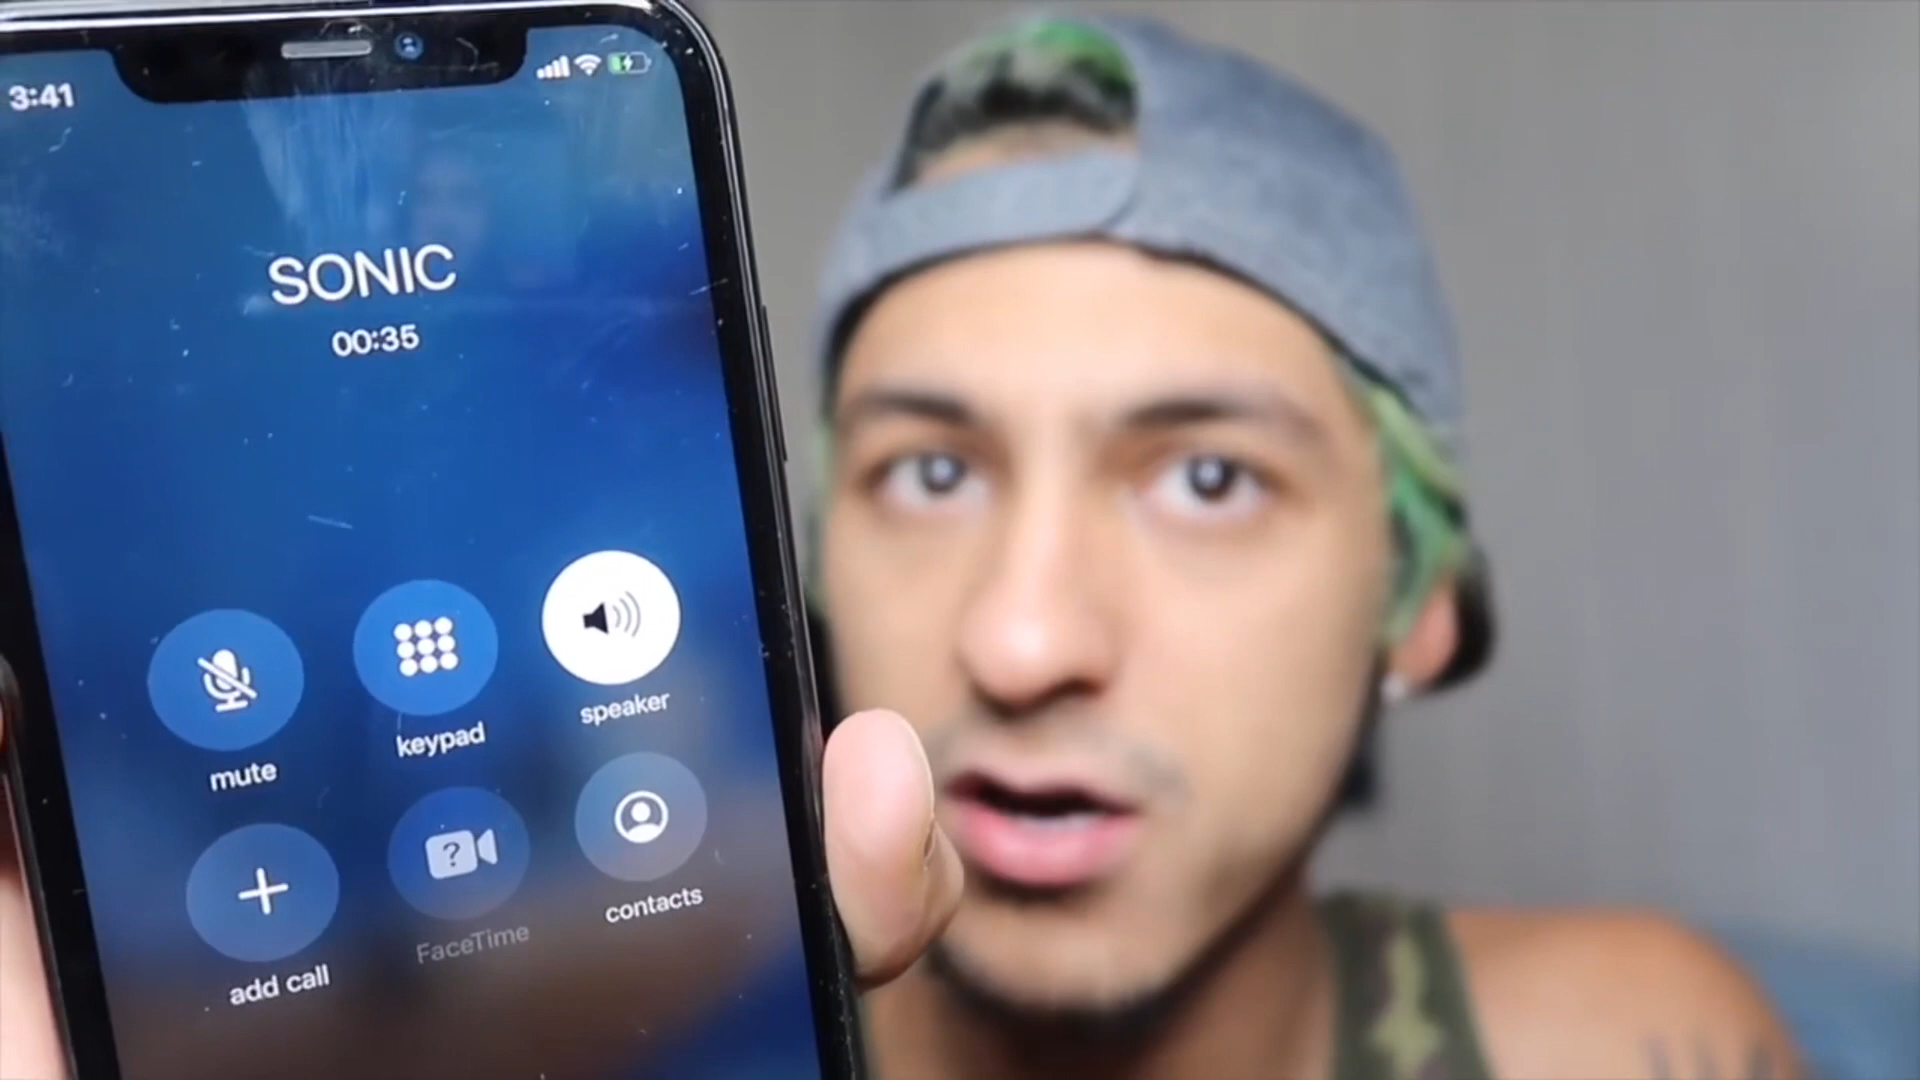 3:41
SONIC
00:35
mute
keypad
speaker
add call
?
FaceTime
contacts